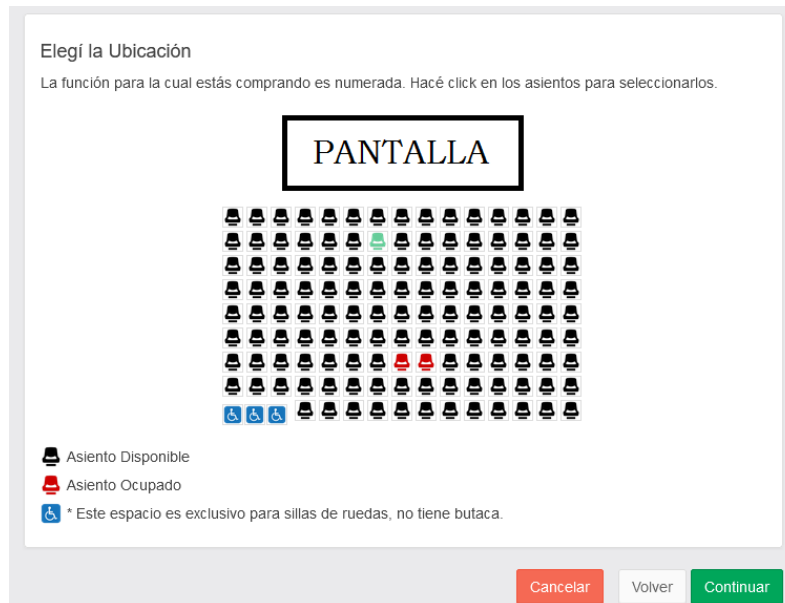 Elegí la Ubicación
La función para la cual estás comprando es numerada. Hacé click en los asientos para seleccionarlos.
PANTALLA
Asiento Disponible
Asiento Ocupado
* Este espacio es exclusivo para sillas de ruedas, no tiene butaca.
Cancelar
Volver
Continuar